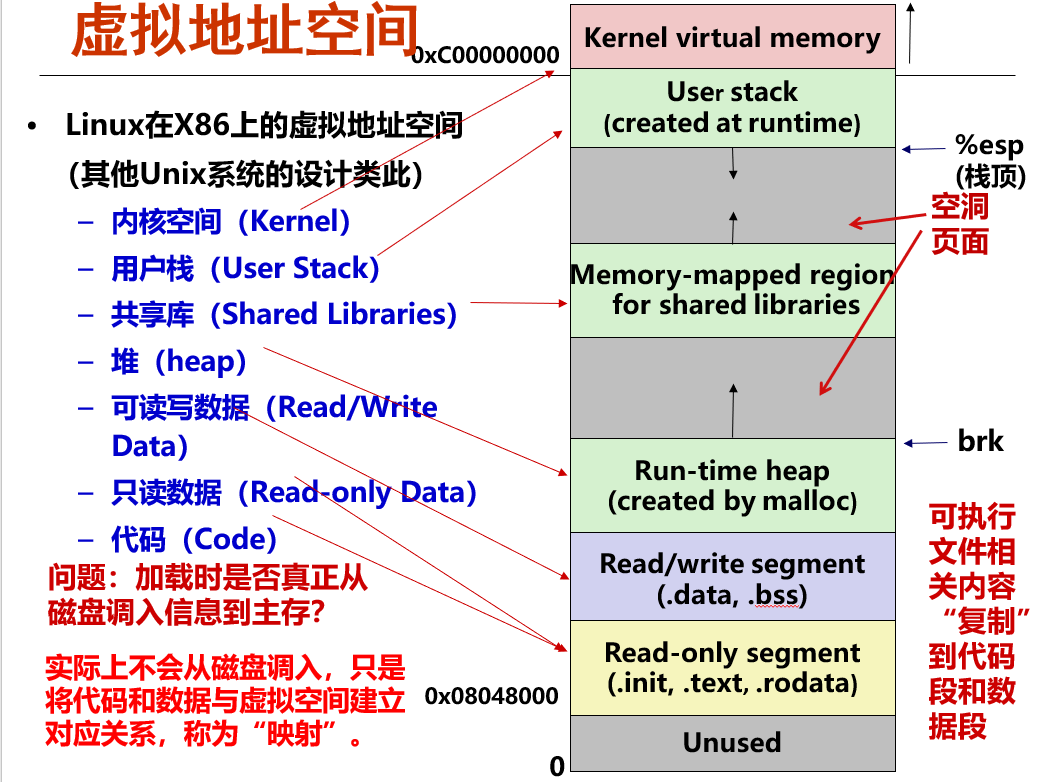 虚拟地址空间
• Linux在X86上的虚拟地址空间
（其他Unix系统的设计类此）
– 内核空间（Kernel）
– 用户栈（User Stack）
– 共享库（Shared Libraries）
– 堆（heap）
– 可读写数据（Read/Write
Data）
– 只读数据（Read-only Data）
– 代码（Code）
问题：加载时是否真正从
磁盘调入信息到主存？
实际上不会从磁盘调入，只是
将代码和数据与虚拟空间建立
对应关系，称为“映射”。
0xC00000000
Kernel virtual memory
User stack
(created at runtime)
%esp
(栈顶)
空洞
页面
Memory-mapped region
for shared libraries
brk
Run-time heap
(created by malloc)
Read/write segment
(.data, .bss)
Read-only segment
(.init, .text, .rodata)
0x08048000
Unused
0
可执行
文件相
关内容
“复制”
到代码
段和数
据段